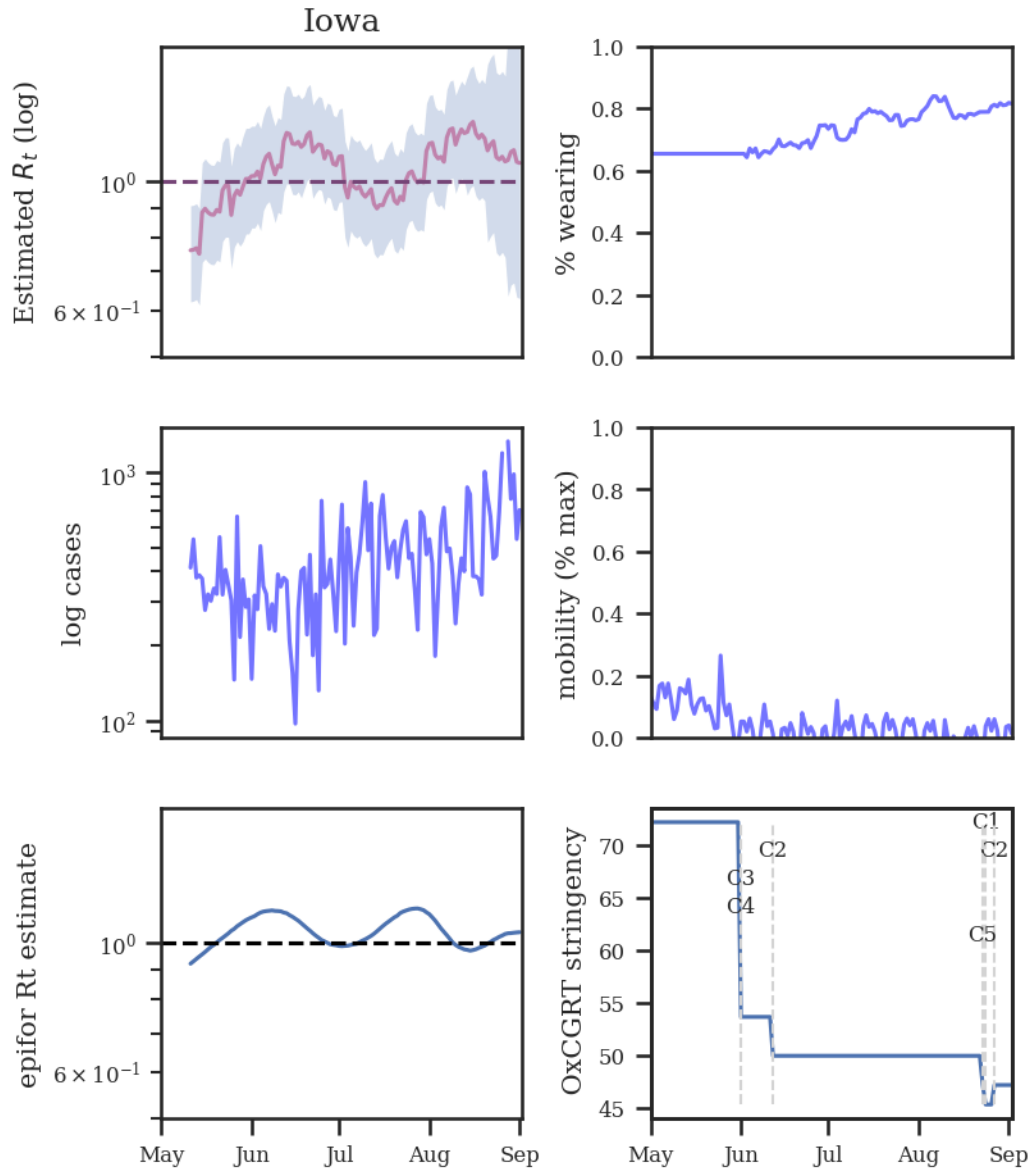 Iowa
Estimated R_t (log)
10^0
6 × 10^-1
% wearing
1.0
0.8
0.6
0.4
0.2
0.0
log cases
10^3
10^2
mobility (% max)
1.0
0.8
0.6
0.4
0.2
0.0
epifor Rt estimate
10^0
6 × 10^-1
May Jun Jul Aug Sep
OxCGRT stringency
70
65
60
55
50
45
C1
C2 C2
C3
C4
C5
May Jun Jul Aug Sep